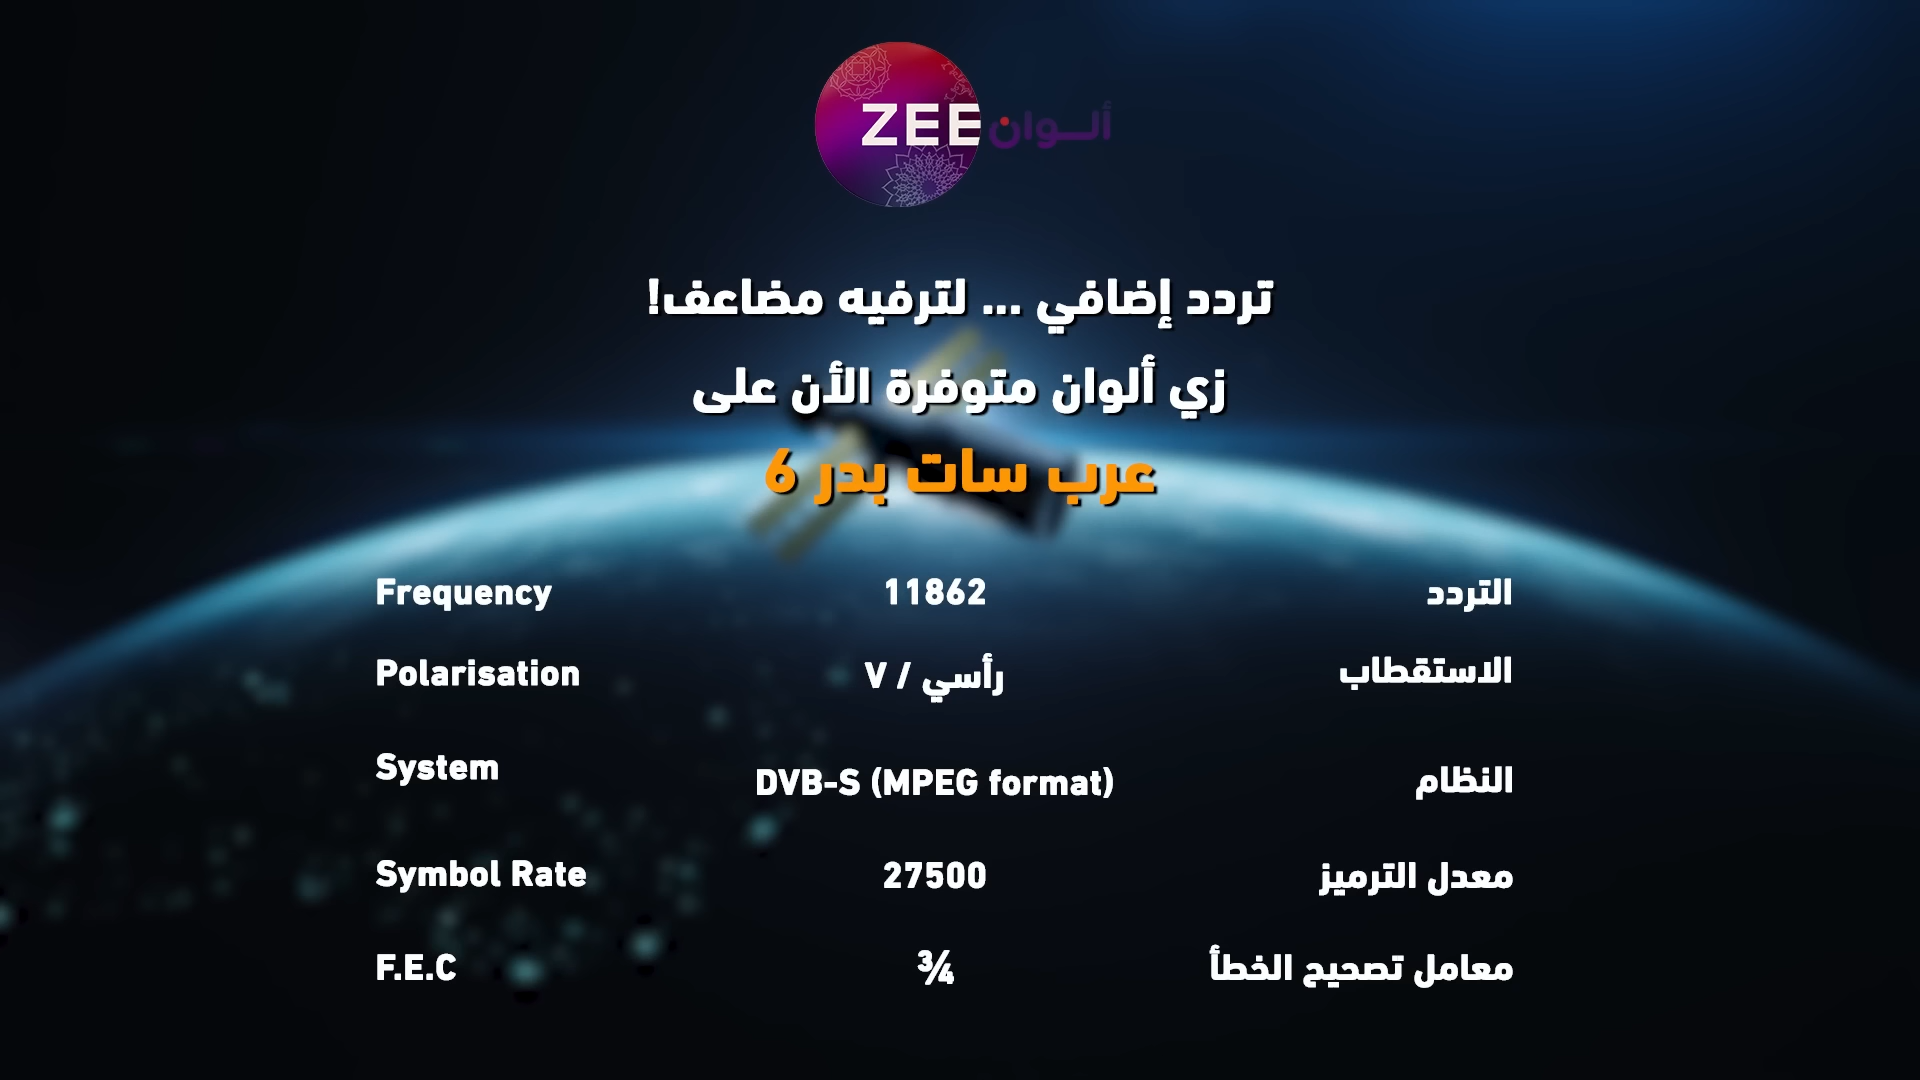 ZEE ألوان
تردد إضافي ... لترفيه مضاعف!
زي ألوان متوفرة الأن على
عرب سات بدر 6
Frequency 11862 التردد
Polarisation رأسي / V الاستقطاب
System DVB-S (MPEG format) النظام
Symbol Rate 27500 معدل الترميز
F.E.C ¾ معامل تصحيح الخطأ